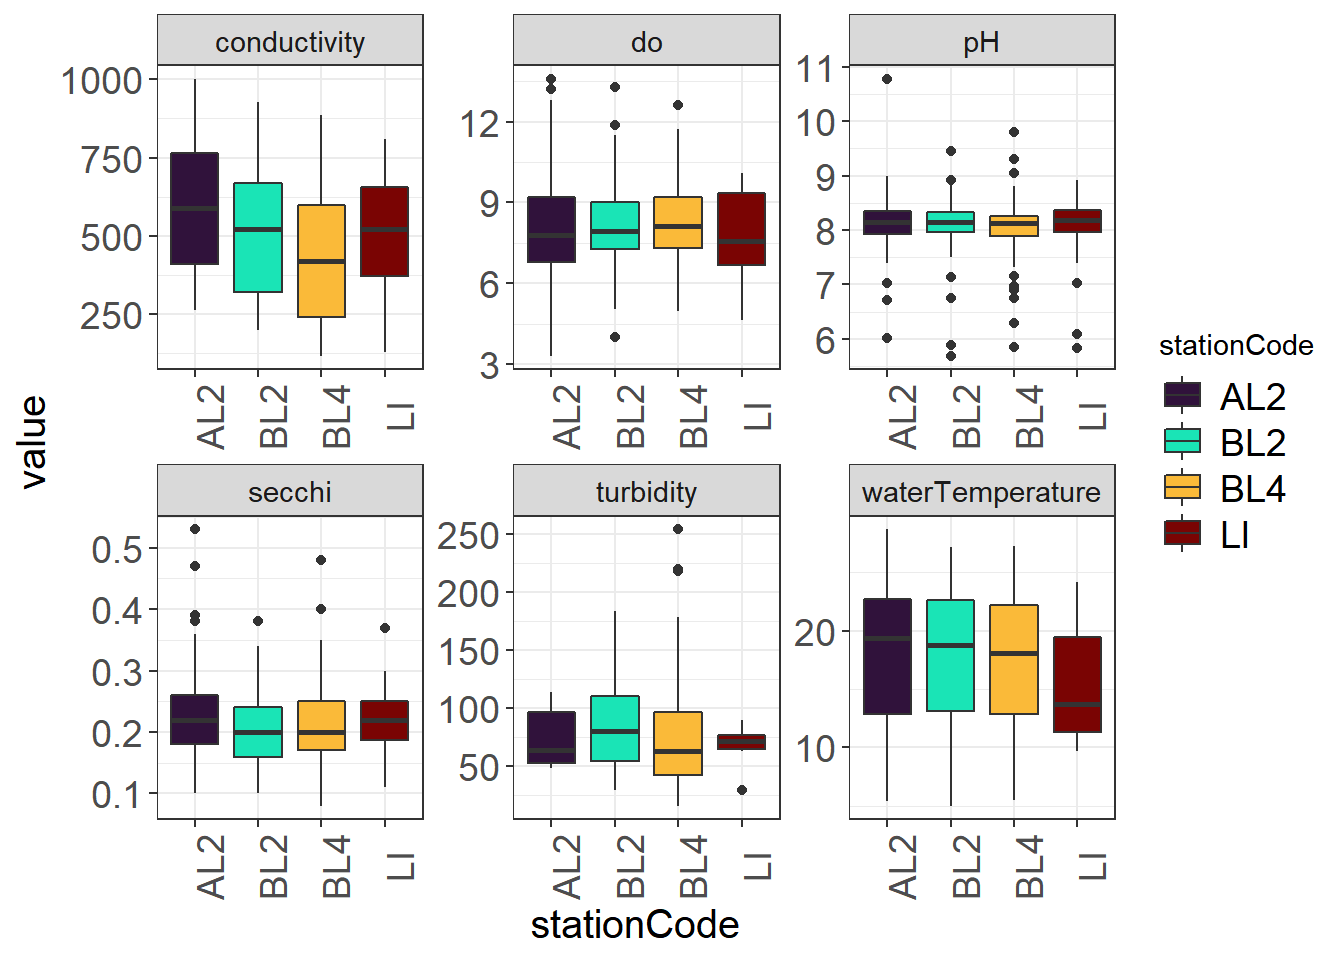 conductivity
do
pH
1000
750
500
250
12
9
6
3
11
10
9
8
7
6
AL2
BL2
BL4
LI
AL2
BL2
BL4
LI
AL2
BL2
BL4
LI
value
secchi
turbidity
waterTemperature
0.5
0.4
0.3
0.2
0.1
250
200
150
100
50
20
10
AL2
BL2
BL4
LI
AL2
BL2
BL4
LI
AL2
BL2
BL4
LI
stationCode
stationCode
AL2
BL2
BL4
LI